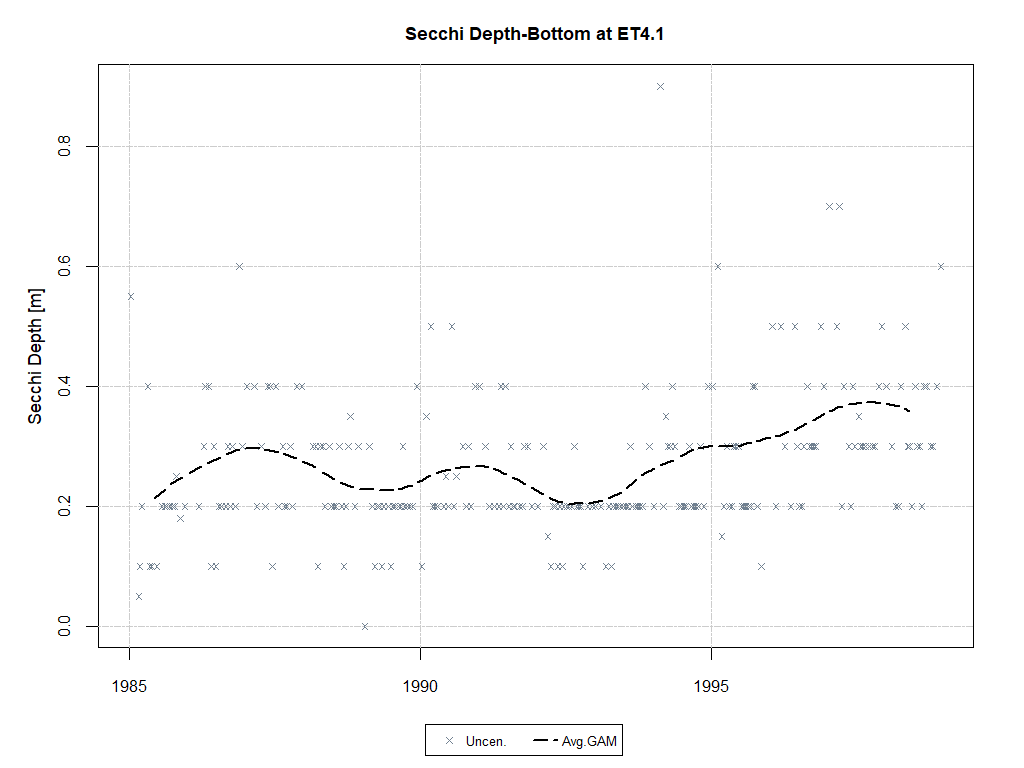 Secchi Depth-Bottom at ET4.1
Secchi Depth [m]
0.8
0.6
0.4
0.2
0.0
1985 1990 1995
Uncen. Avg.GAM